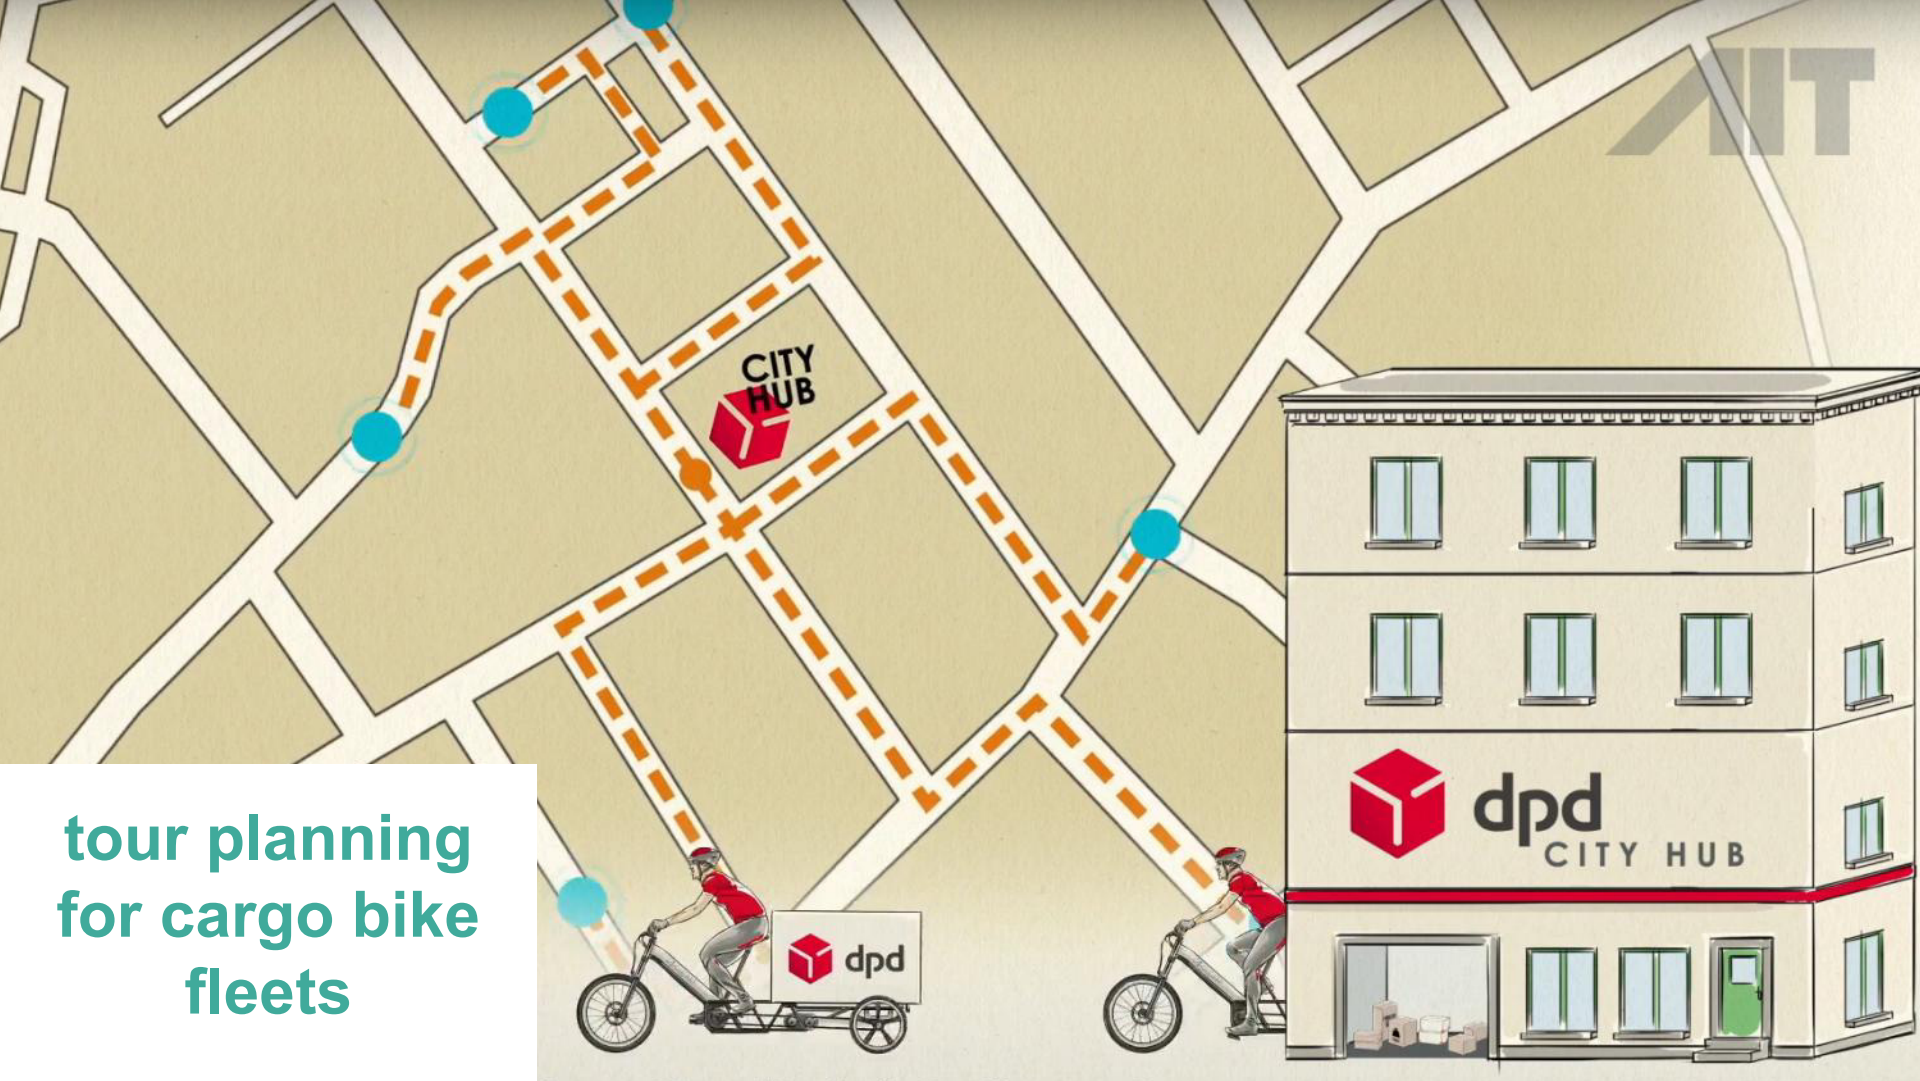 AIT
CITY
HUB
dpd
CITY HUB
tour planning
for cargo bike
fleets
dpd